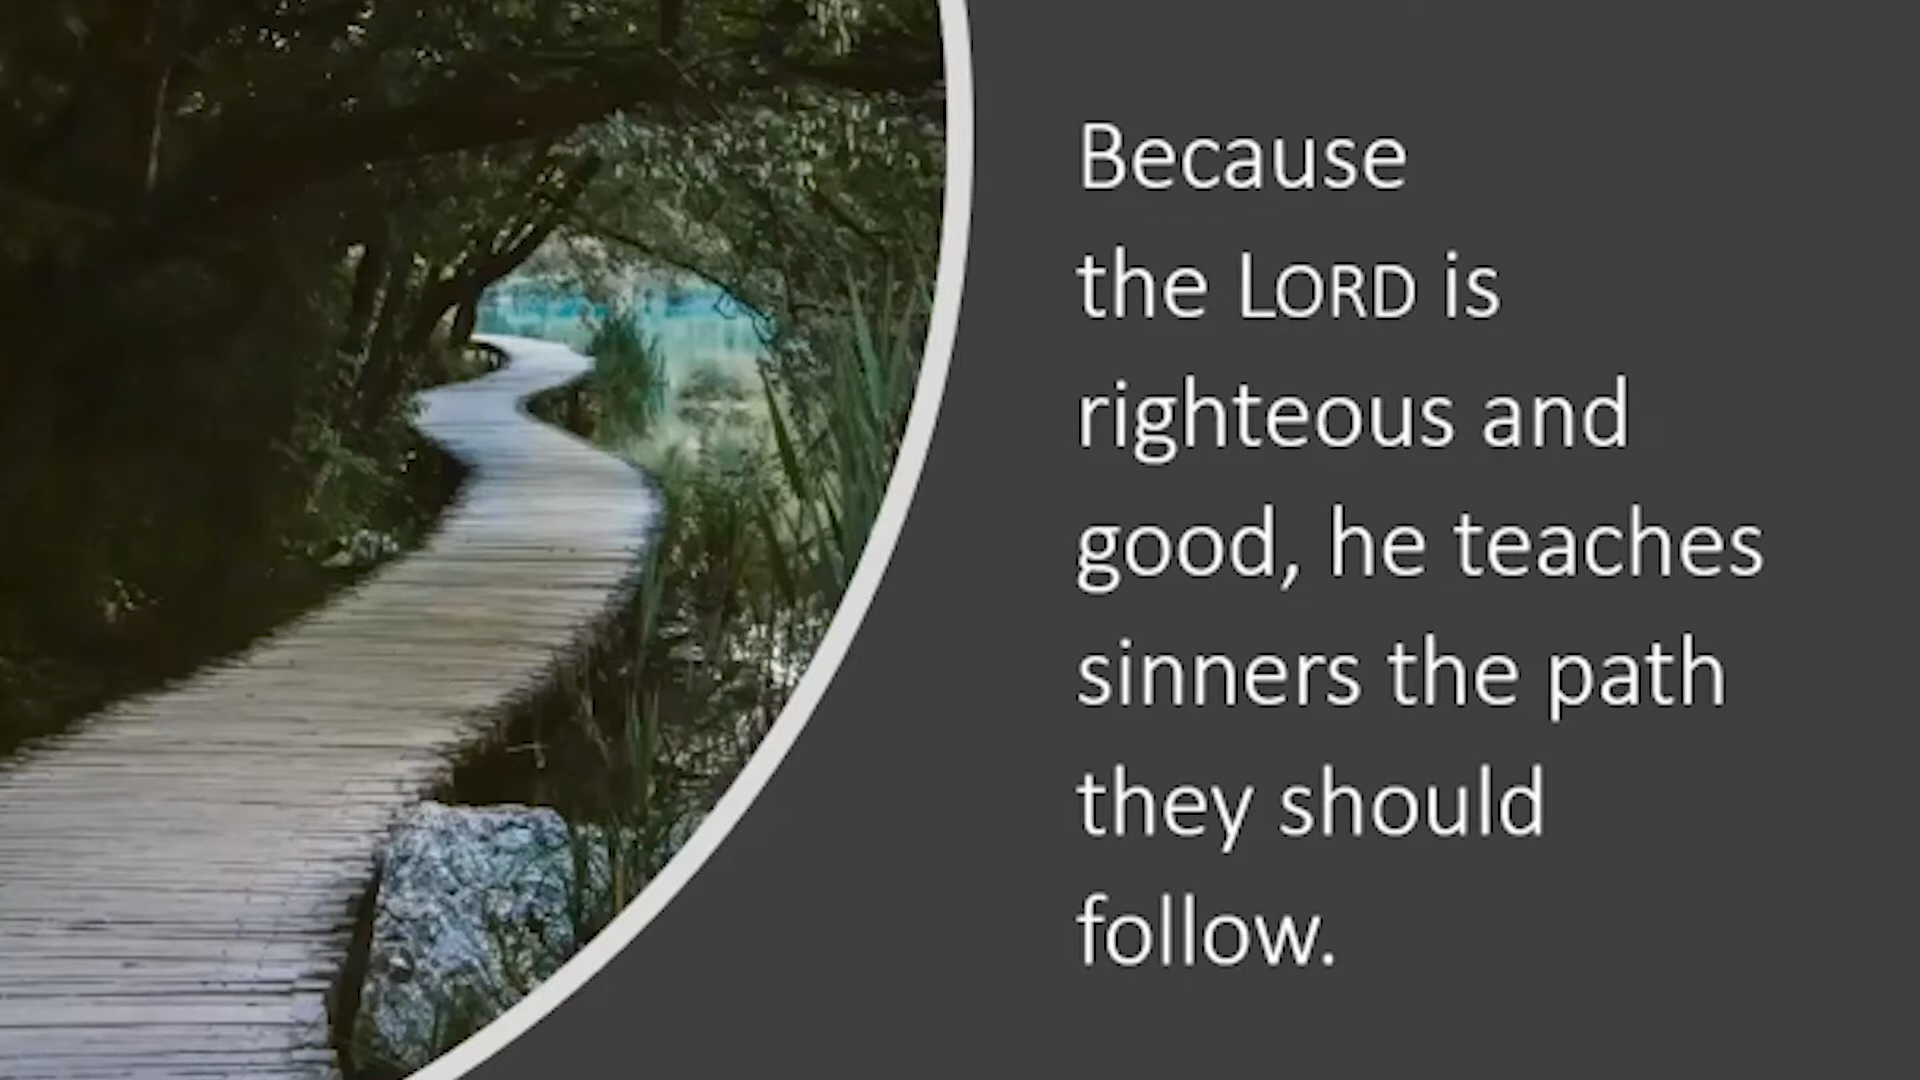 Because
the LORD is
righteous and
good, he teaches
sinners the path
they should
follow.